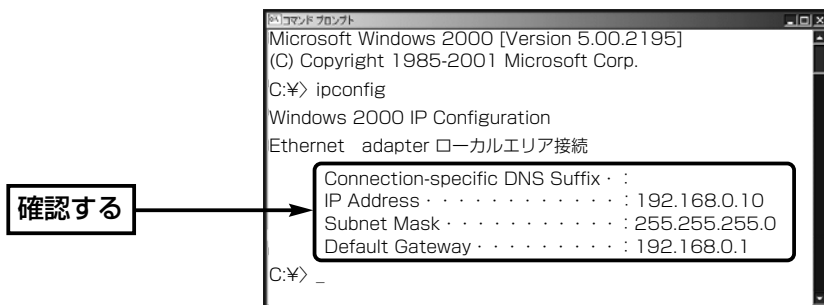 コマンド プロンプト
Microsoft Windows 2000 [Version 5.00.2195]
(C) Copyright 1985-2001 Microsoft Corp.
C:¥〉 ipconfig
Windows 2000 IP Configuration
Ethernet adapter ローカルエリア接続
確認する
Connection-specific DNS Suffix・:
IP Address・・・・・・・・・・・・:192.168.0.10
Subnet Mask・・・・・・・・・・・:255.255.255.0
Default Gateway・・・・・・・・・:192.168.0.1
C:¥〉 _